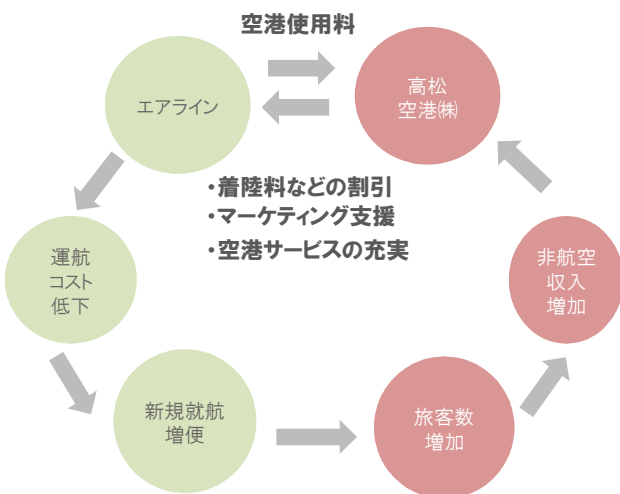 空港使用料
エアライン
高松
空港㈱
・着陸料などの割引
・マーケティング支援
・空港サービスの充実
運航
コスト
低下
非航空
収入
増加
新規就航
増便
旅客数
増加